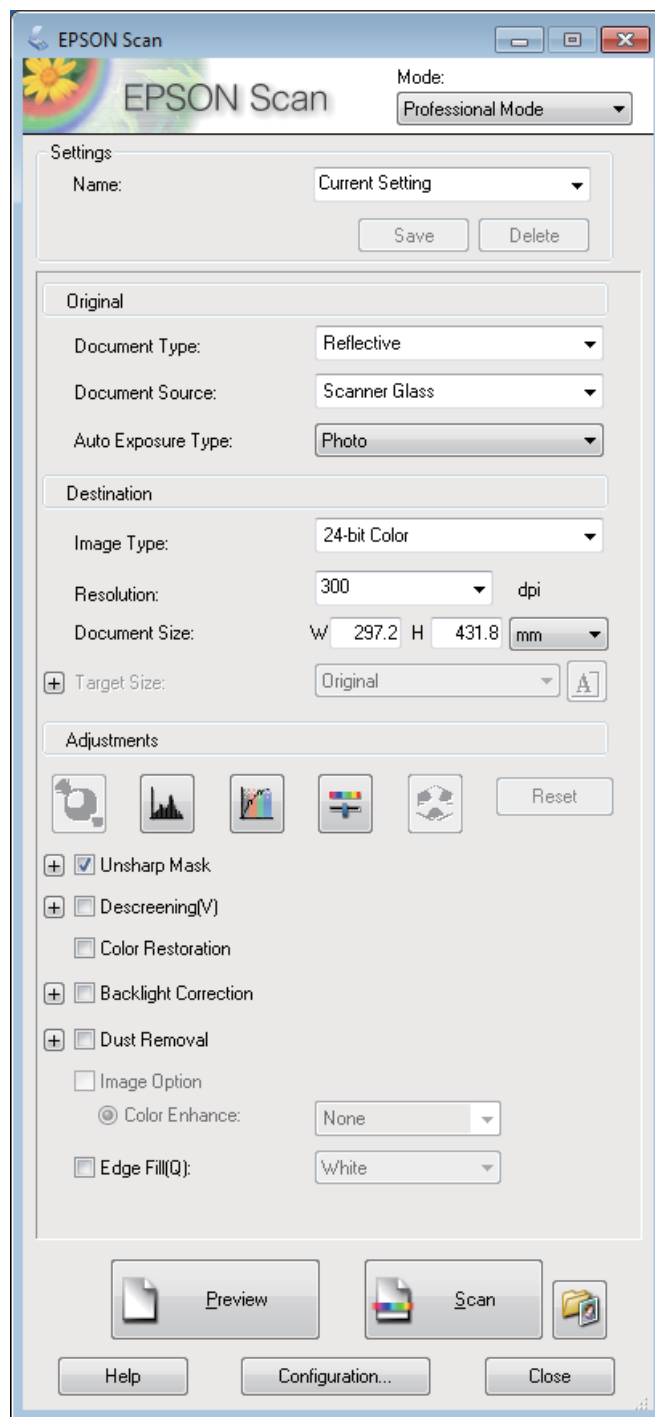 EPSON Scan
EPSON Scan
Mode:
Professional Mode
Settings
Name: Current Setting
Save Delete
Original
Document Type: Reflective
Document Source: Scanner Glass
Auto Exposure Type: Photo
Destination
Image Type: 24-bit Color
Resolution: 300 dpi
Document Size: W 297.2 H 431.8 mm
Target Size: Original A
Adjustments
Reset
Unsharp Mask
Descreening(V)
Color Restoration
Backlight Correction
Dust Removal
Image Option
Color Enhance: None
Edge Fill(Q): White
Preview Scan
Help Configuration... Close